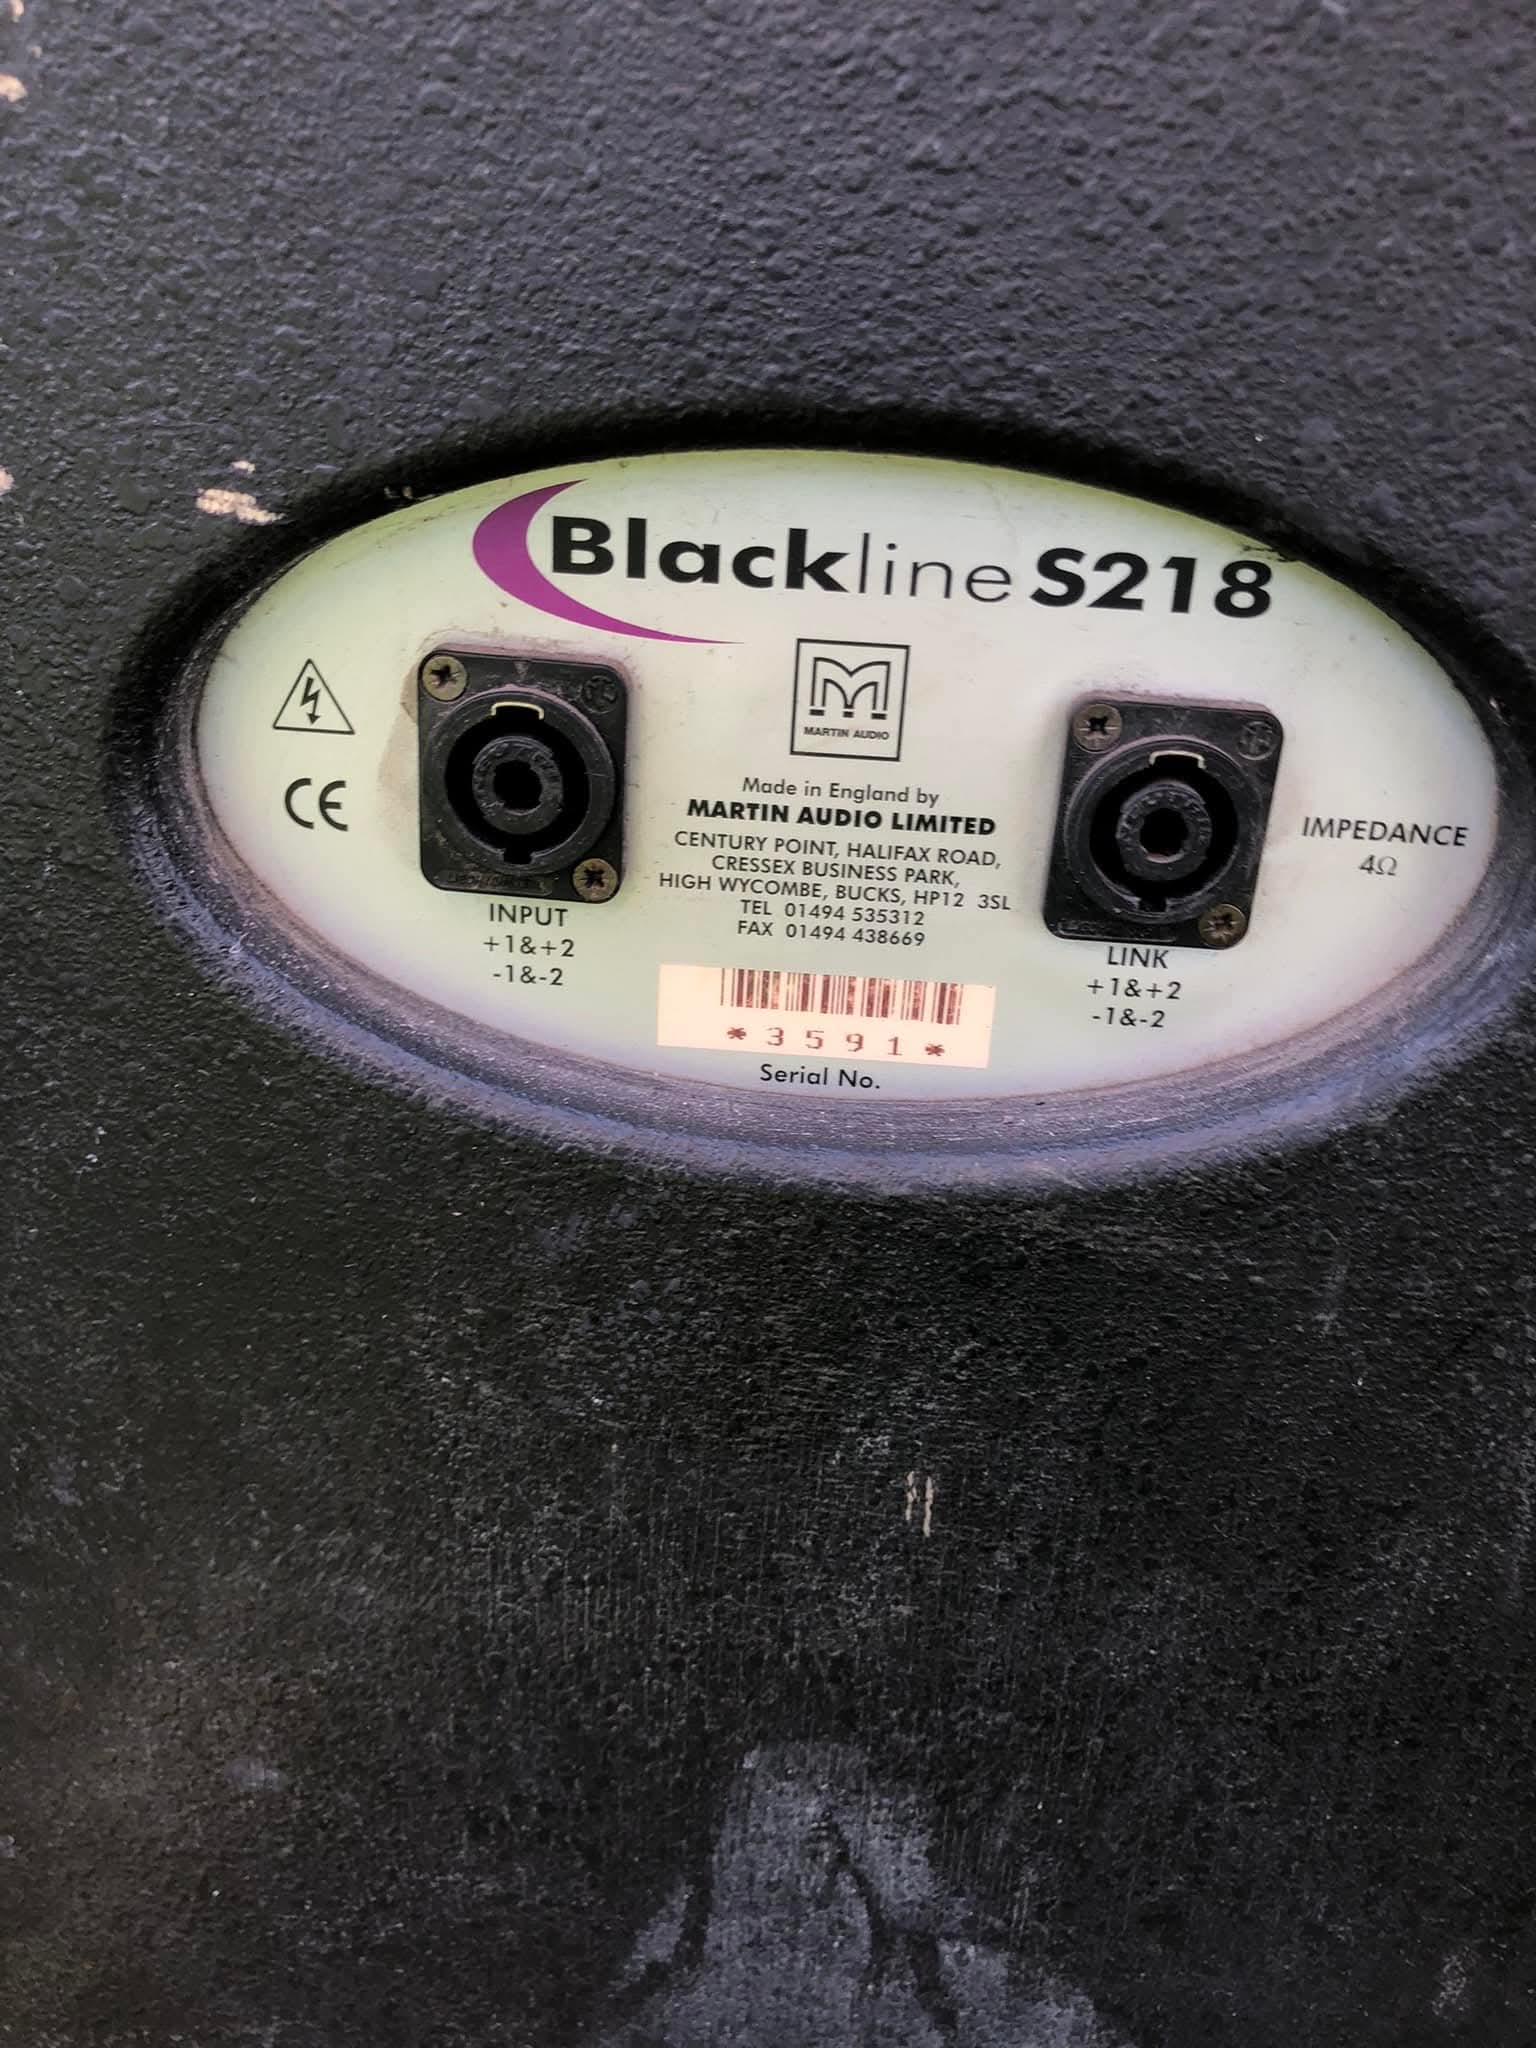 Blackline S218
MARTIN AUDIO
Made in England by
MARTIN AUDIO LIMITED
CENTURY POINT, HALIFAX ROAD,
CRESSEX BUSINESS PARK,
HIGH WYCOMBE, BUCKS, HP12 3SL
TEL 01494 535312
FAX 01494 438669
CE
INPUT
+1&+2
-1&-2
LINK
+1&+2
-1&-2
IMPEDANCE
4Ω
*3591*
Serial No.